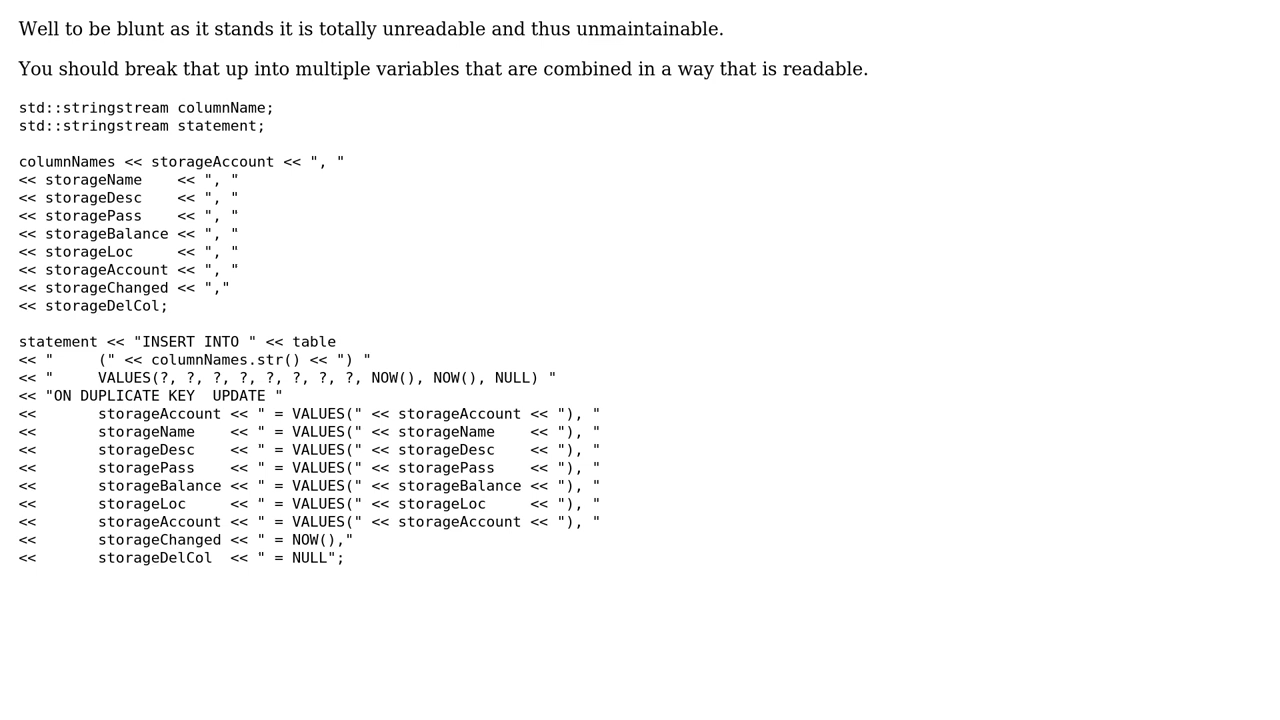 Well to be blunt as it stands it is totally unreadable and thus unmaintainable.
You should break that up into multiple variables that are combined in a way that is readable.
std::stringstream columnName;
std::stringstream statement;

columnNames << storageAccount << ", "
<< storageName    << ", "
<< storageDesc    << ", "
<< storagePass    << ", "
<< storageBalance << ", "
<< storageLoc     << ", "
<< storageAccount << ", "
<< storageChanged << ","
<< storageDelCol;

statement << "INSERT INTO " << table
<< "     (" << columnNames.str() << ") "
<< "     VALUES(?, ?, ?, ?, ?, ?, ?, ?, NOW(), NOW(), NULL) "
<< "ON DUPLICATE KEY  UPDATE "
<<       storageAccount << " = VALUES(" << storageAccount << "), "
<<       storageName    << " = VALUES(" << storageName    << "), "
<<       storageDesc    << " = VALUES(" << storageDesc    << "), "
<<       storagePass    << " = VALUES(" << storagePass    << "), "
<<       storageBalance << " = VALUES(" << storageBalance << "), "
<<       storageLoc     << " = VALUES(" << storageLoc     << "), "
<<       storageAccount << " = VALUES(" << storageAccount << "), "
<<       storageChanged << " = NOW(),"
<<       storageDelCol  << " = NULL";